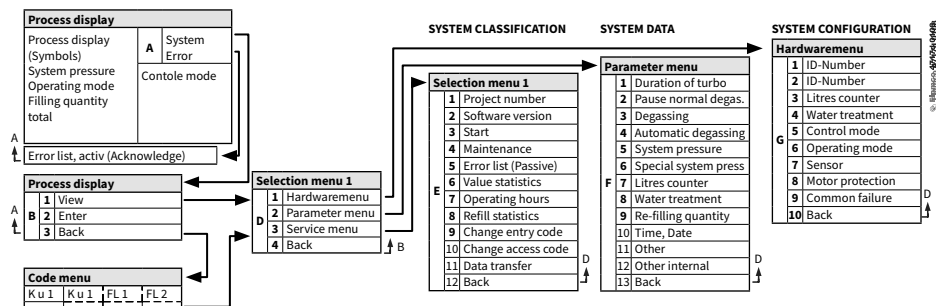 SYSTEM CLASSIFICATION
SYSTEM DATA
SYSTEM CONFIGURATION
Process display
Process display
(Symbols)
System pressure
Operating mode
Filling quantity
total
A
System
Error
Contole mode
A
Error list, activ (Acknowledge)
Process display
A
B
1 View
2 Enter
3 Back
Code menu
K u 1 K u 1 FL 1 FL 2
Selection menu 1
D
1 Hardwaremenu
2 Parameter menu
3 Service menu
4 Back
B
Selection menu 1
E
1 Project number
2 Software version
3 Start
4 Maintenance
5 Error list (Passive)
6 Value statistics
7 Operating hours
8 Refill statistics
9 Change entry code
10 Change access code
11 Data transfer
12 Back
D
Parameter menu
F
1 Duration of turbo
2 Pause normal degas.
3 Degassing
4 Automatic degassing
5 System pressure
6 Special system press
7 Litres counter
8 Water treatment
9 Re-filling quantity
10 Time, Date
11 Other
12 Other internal
13 Back
D
Hardwaremenu
G
1 ID-Number
2 ID-Number
3 Litres counter
4 Water treatment
5 Control mode
6 Operating mode
7 Sensor
8 Motor protection
9 Common failure
10 Back
D